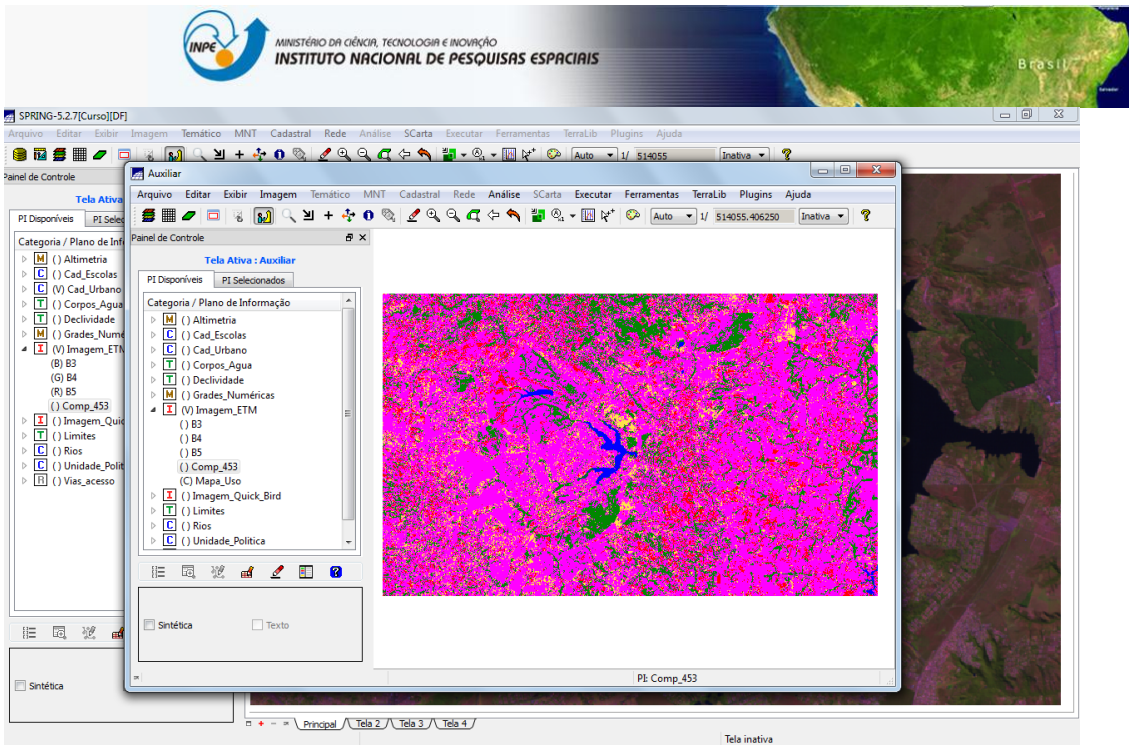 INPE
MINISTÉRIO DA CIÊNCIA, TECNOLOGIA E INOVAÇÃO
INSTITUTO NACIONAL DE PESQUISAS ESPACIAIS
Brasil
Salvador
SPRING-5.2.7[Curso][DF]
Arquivo Editar Exibir Imagem Temático MNT Cadastral Rede Análise SCarta Executar Ferramentas TerraLib Plugins Ajuda
Auto 1/ 514055 Inativa
Painel de Controle
Tela Ativa
PI Disponíveis PI Selec
Categoria / Plano de Inf
M ( ) Altimetria
C ( ) Cad_Escolas
C (V) Cad_Urbano
T ( ) Corpos_Agua
T ( ) Declividade
M ( ) Grades_Nume
I (V) Imagem_ETM
(B) B3
(G) B4
(R) B5
( ) Comp_453
I ( ) Imagem_Quic
T ( ) Limites
C ( ) Rios
C ( ) Unidade_Polit
R ( ) Vias_acesso
Sintética
Auxiliar
Arquivo Editar Exibir Imagem Temático MNT Cadastral Rede Análise SCarta Executar Ferramentas TerraLib Plugins Ajuda
Auto 1/ 514055.406250 Inativa
Painel de Controle
Tela Ativa : Auxiliar
PI Disponíveis PI Selecionados
Categoria / Plano de Informação
M ( ) Altimetria
C ( ) Cad_Escolas
C ( ) Cad_Urbano
T ( ) Corpos_Agua
T ( ) Declividade
M ( ) Grades_Numéricas
I (V) Imagem_ETM
( ) B3
( ) B4
( ) B5
( ) Comp_453
(C) Mapa_Uso
I ( ) Imagem_Quick_Bird
T ( ) Limites
C ( ) Rios
C ( ) Unidade_Politica
Sintética Texto
PI: Comp_453
Principal Tela 2 Tela 3 Tela 4
Tela inativa